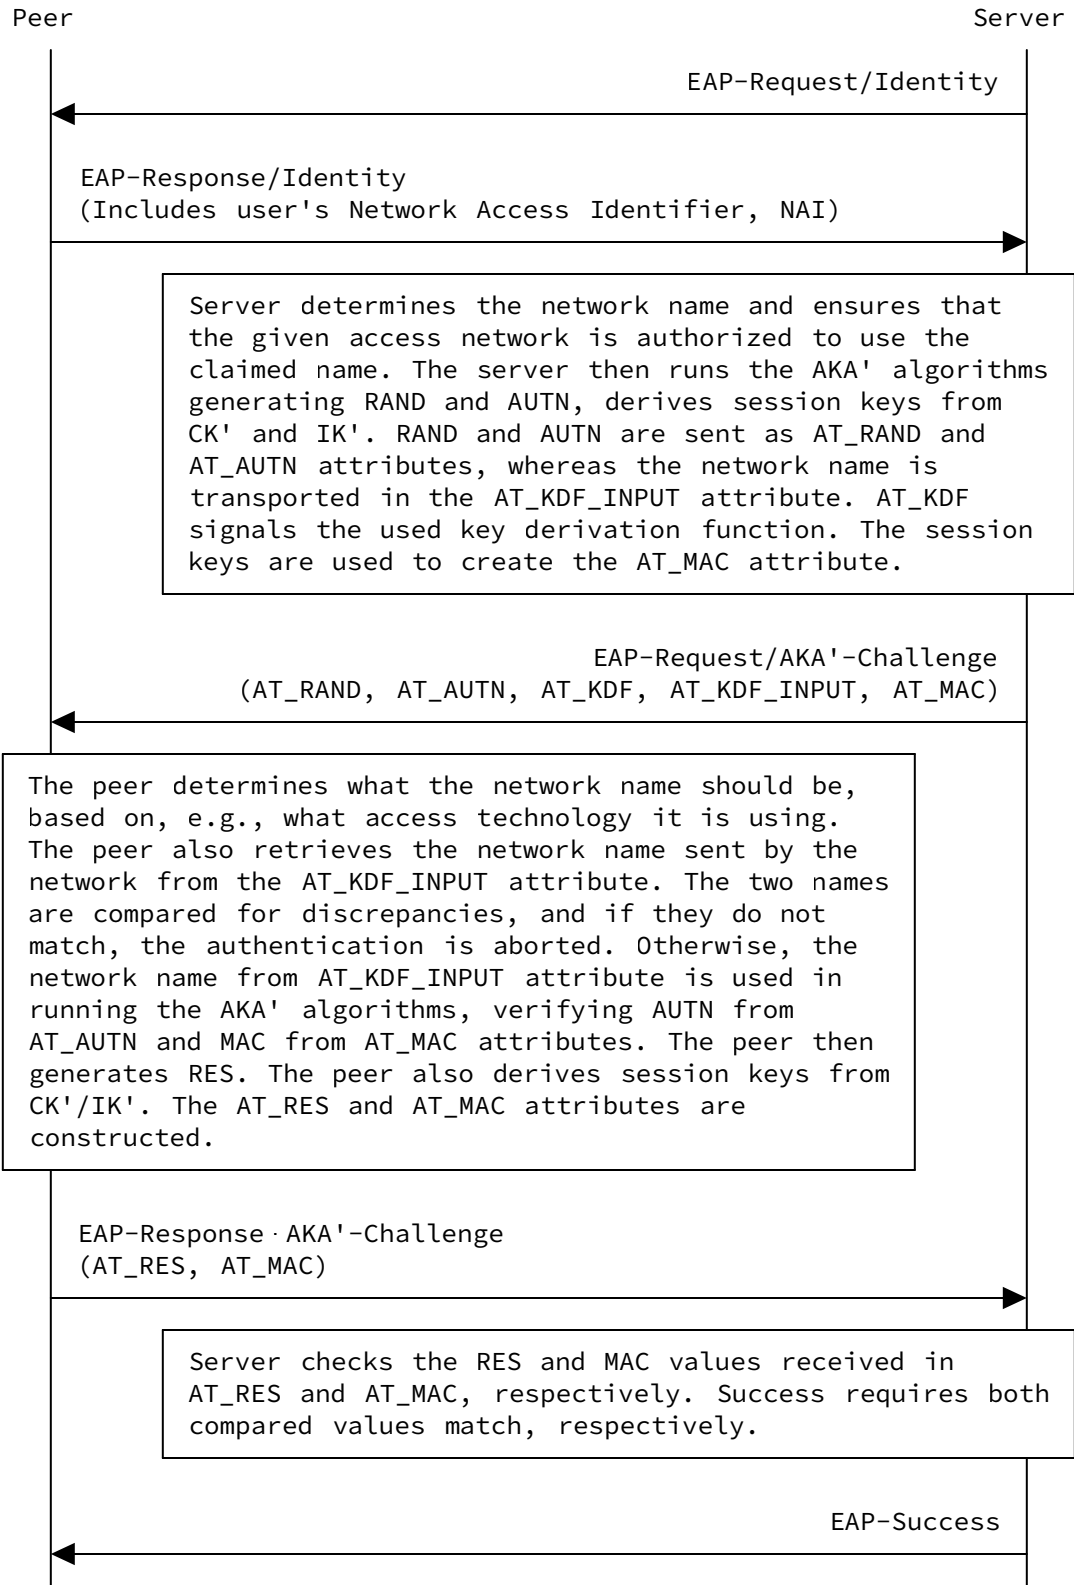 Peer Server
EAP-Request/Identity
EAP-Response/Identity
(Includes user's Network Access Identifier, NAI)
Server determines the network name and ensures that
the given access network is authorized to use the
claimed name. The server then runs the AKA' algorithms
generating RAND and AUTN, derives session keys from
CK' and IK'. RAND and AUTN are sent as AT_RAND and
AT_AUTN attributes, whereas the network name is
transported in the AT_KDF_INPUT attribute. AT_KDF
signals the used key derivation function. The session
keys are used to create the AT_MAC attribute.
EAP-Request/AKA'-Challenge
(AT_RAND, AT_AUTN, AT_KDF, AT_KDF_INPUT, AT_MAC)
The peer determines what the network name should be,
based on, e.g., what access technology it is using.
The peer also retrieves the network name sent by the
network from the AT_KDF_INPUT attribute. The two names
are compared for discrepancies, and if they do not
match, the authentication is aborted. Otherwise, the
network name from AT_KDF_INPUT attribute is used in
running the AKA' algorithms, verifying AUTN from
AT_AUTN and MAC from AT_MAC attributes. The peer then
generates RES. The peer also derives session keys from
CK'/IK'. The AT_RES and AT_MAC attributes are
constructed.
EAP-Response · AKA'-Challenge
(AT_RES, AT_MAC)
Server checks the RES and MAC values received in
AT_RES and AT_MAC, respectively. Success requires both
compared values match, respectively.
EAP-Success